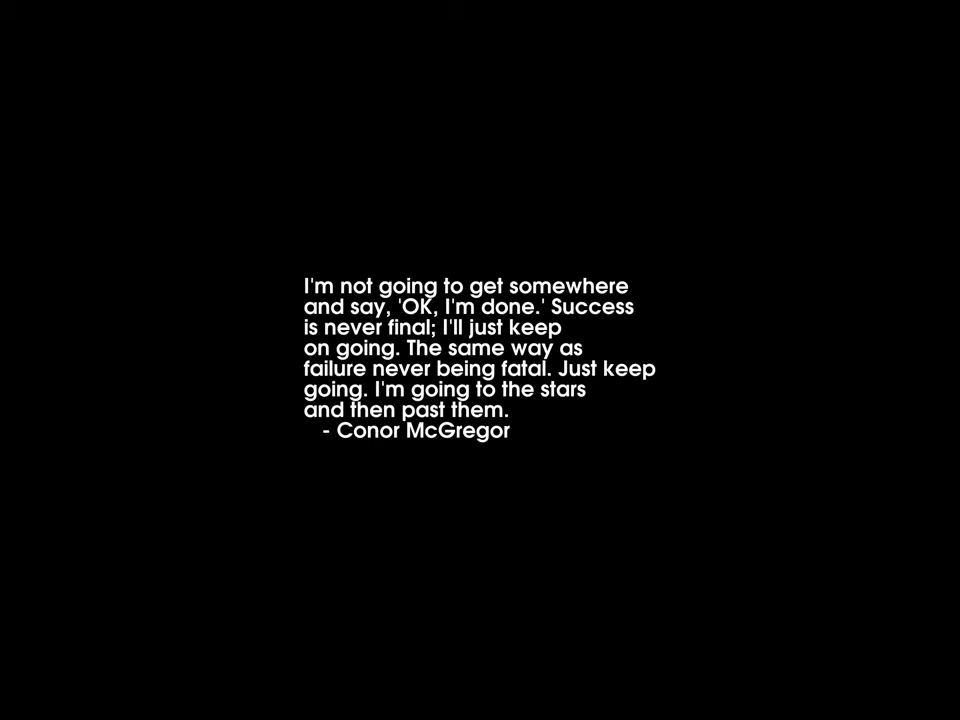 I'm not going to get somewhere
and say, 'OK, I'm done.' Success
is never final; I'll just keep
on going. The same way as
failure never being fatal. Just keep
going. I'm going to the stars
and then past them.
- Conor McGregor